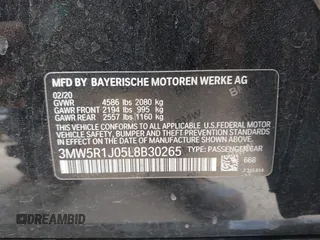 MFD BY BAYERISCHE MOTOREN WERKE AG
02/20
GVWR 4586 lbs 2080 kg
GAWR FRONT 2194 lbs 995 kg
GAWR REAR 2557 lbs 1160 kg
THIS VEHICLE CONFORMS TO ALL APPLICABLE
U.S. FEDERAL MOTOR VEHICLE SAFETY,
BUMPER, AND THEFT PREVENTION
STANDARDS IN EFFECT ON THE DATE OF
MANUFACTURE SHOWN ABOVE.
3MW5R1J05L8B30265 TYPE: PASSENGER CAR
668
DREAMBID